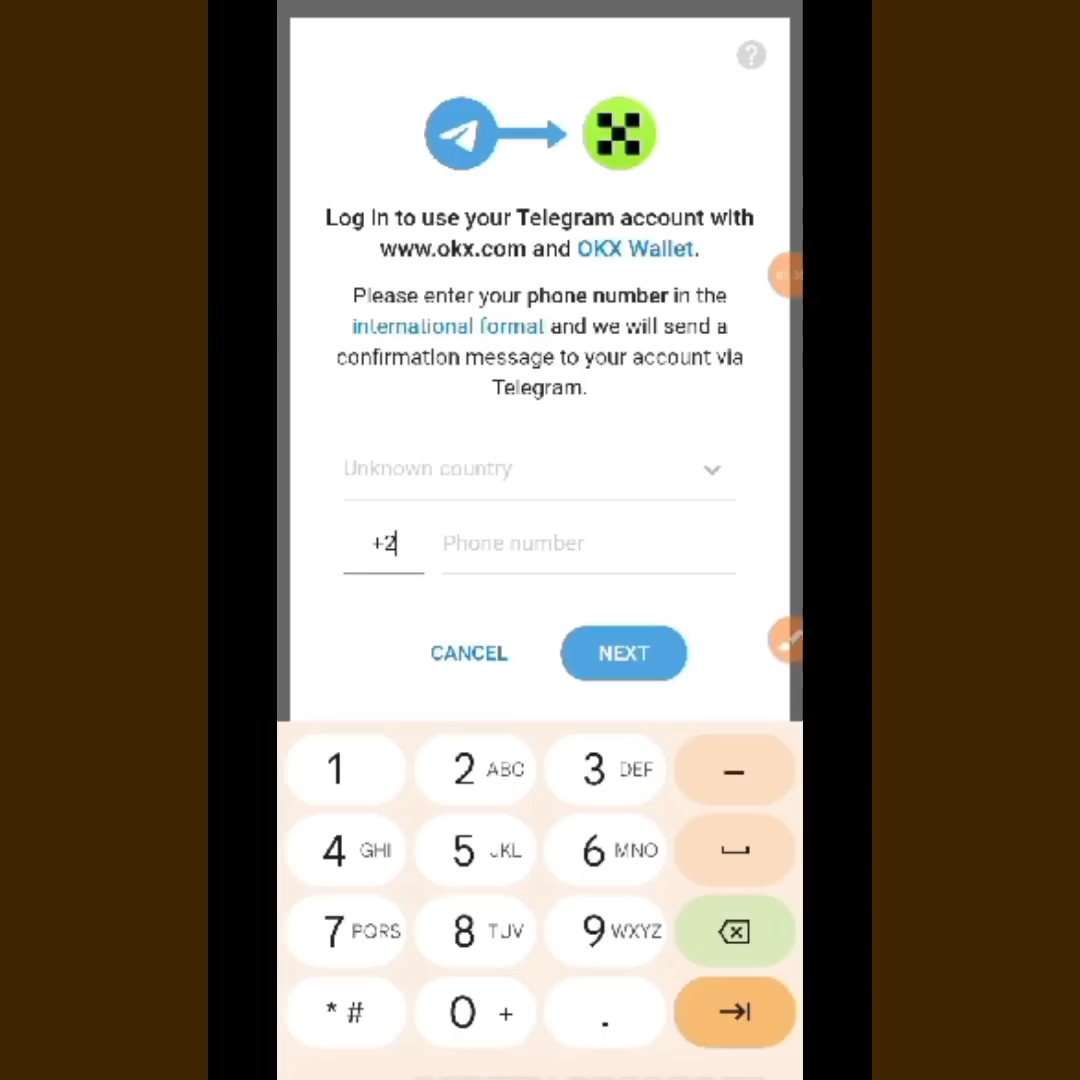 ?
Log in to use your Telegram account with
www.okx.com and OKX Wallet.
Please enter your phone number in the
international format and we will send a
confirmation message to your account via
Telegram.
Unknown country
+2 Phone number
CANCEL NEXT
1 2 ABC 3 DEF –
4 GHI 5 JKL 6 MNO
7 PQRS 8 TUV 9 WXYZ
* # 0 + .